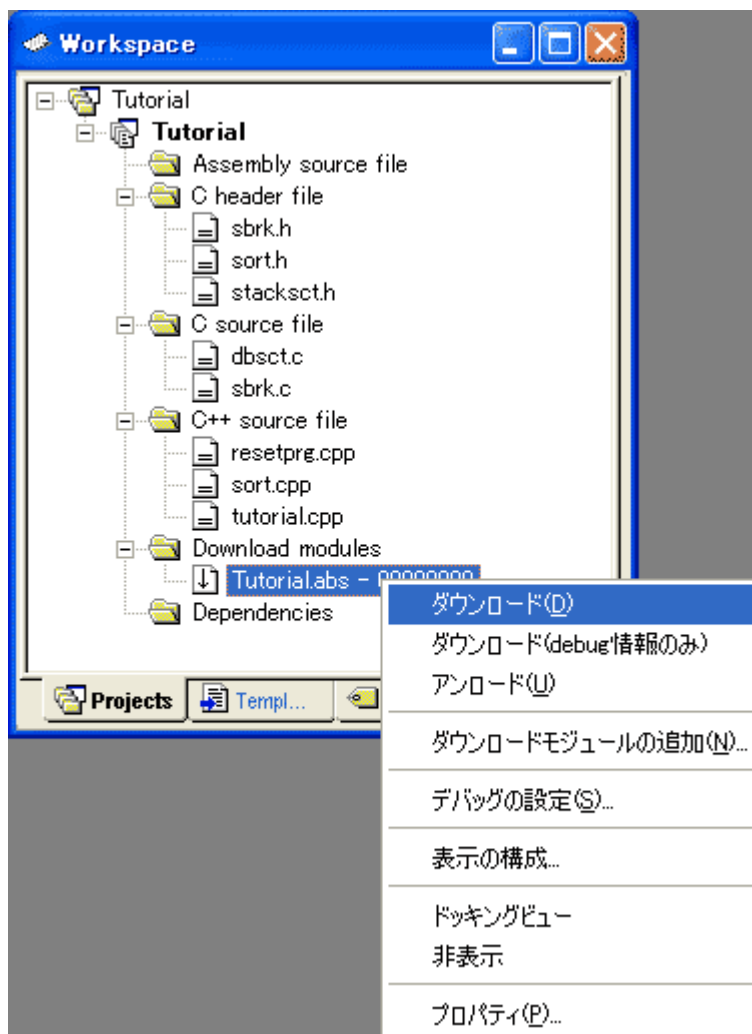 Workspace
Tutorial
Tutorial
Assembly source file
C header file
sbrk.h
sort.h
stacksct.h
C source file
dbsct.c
sbrk.c
C++ source file
resetprg.cpp
sort.cpp
tutorial.cpp
Download modules
Tutorial.abs - 00000000
Dependencies
Projects
Templ...
ダウンロード(D)
ダウンロード(debug情報のみ)
アンロード(U)
ダウンロードモジュールの追加(N)...
デバッグの設定(S)...
表示の構成...
ドッキングビュー
非表示
プロパティ(P)...